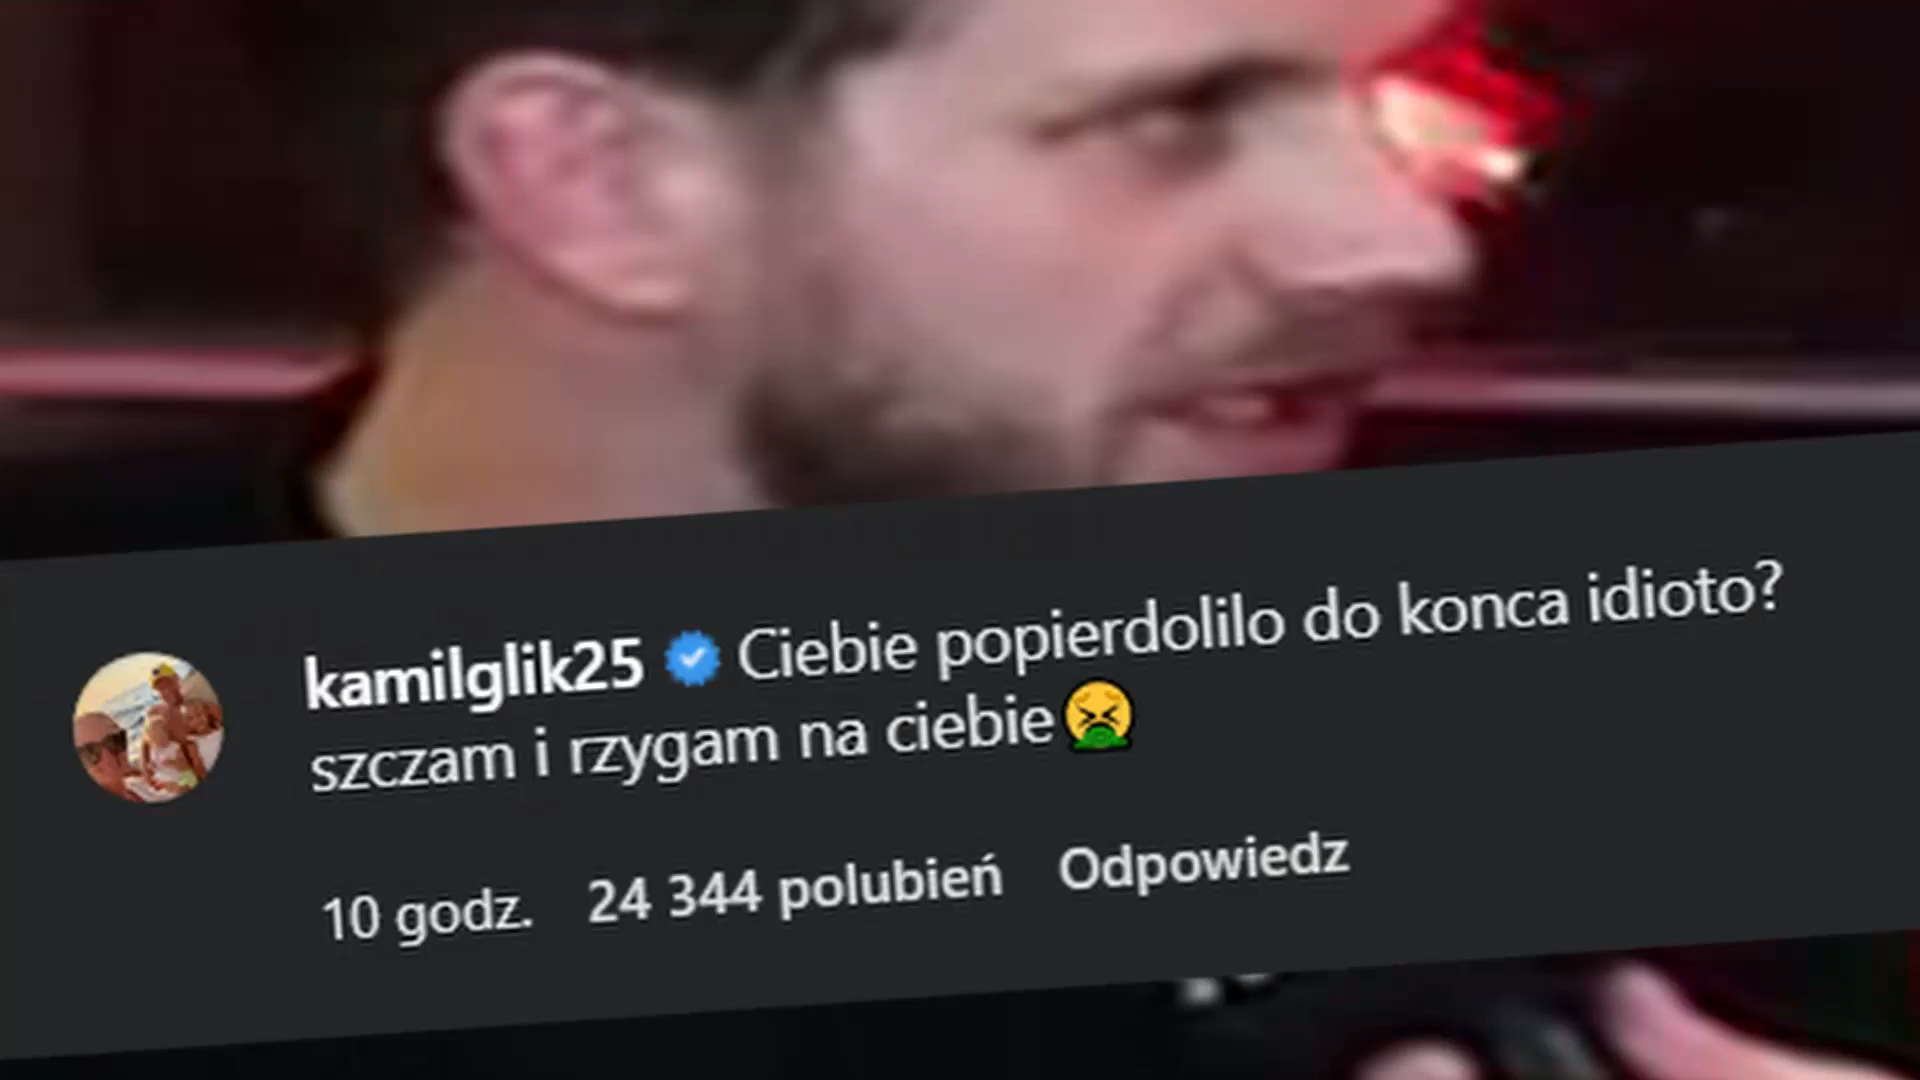 kamilglik25 Ciebie popierdolilo do konca idioto?
szczam i rzygam na ciebie🤮
10 godz. 24 344 polubień Odpowiedz